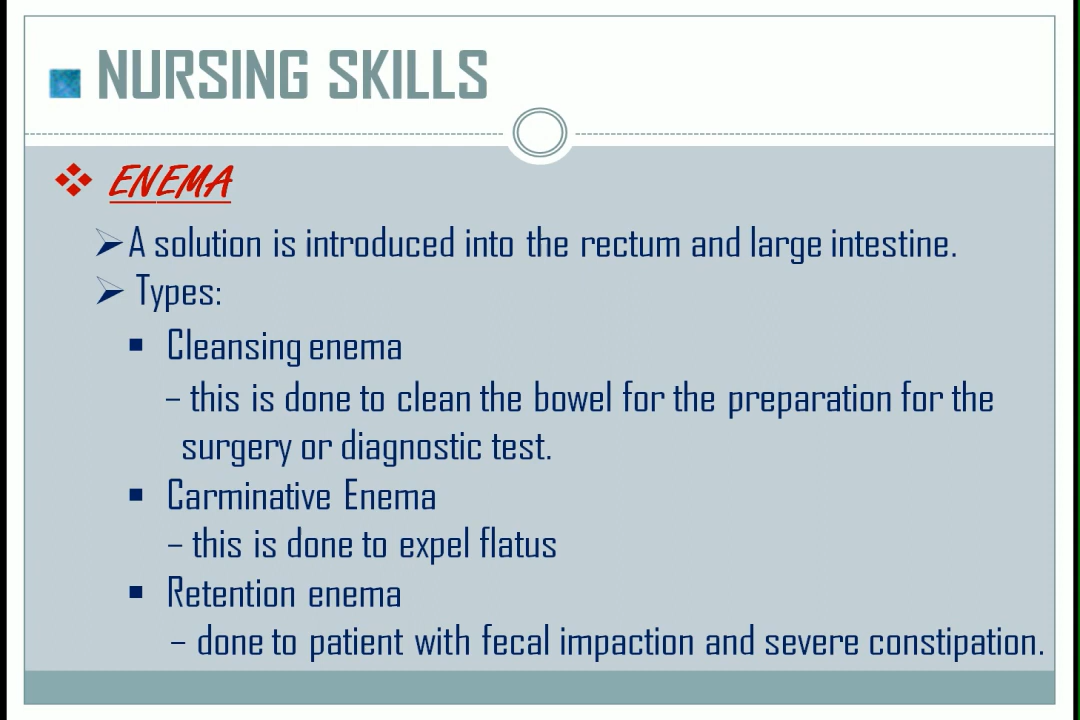 NURSING SKILLS
ENEMA
A solution is introduced into the rectum and large intestine.
Types:
Cleansing enema
– this is done to clean the bowel for the preparation for the
surgery or diagnostic test.
Carminative Enema
– this is done to expel flatus
Retention enema
– done to patient with fecal impaction and severe constipation.